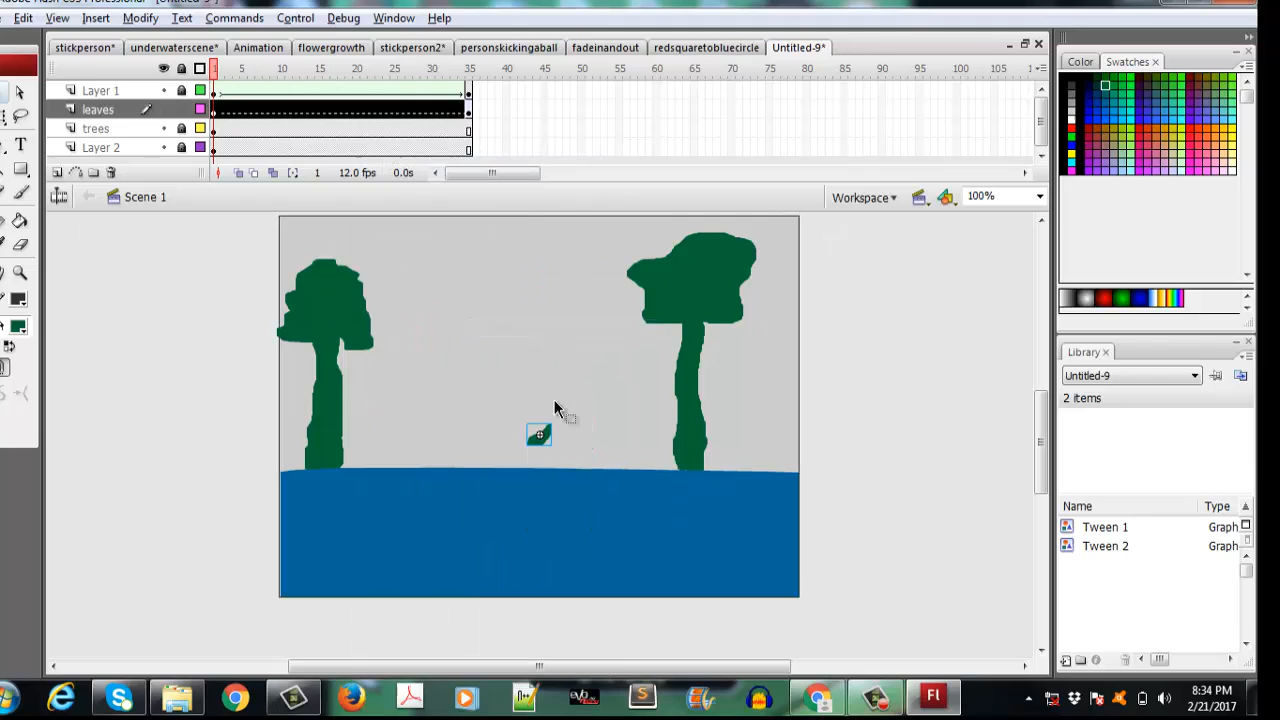 Edit View Insert Modify Text Commands Control Debug Window Help
stickperson* underwaterscene* Animation flowergrowth stickperson2* personskickingaball fadeinandout redsquaretobluecircle Untitled-9*
1 5 10 15 20 25 30 35 40 45 50 55 60 65 70 75 80 85 90 95 100 105
Layer 1
leaves
trees
Layer 2
1 12.0 fps 0.0s
Scene 1 Workspace 100%
Color Swatches
Library
Untitled-9
2 items
Name Type
Tween 1 Graph
Tween 2 Graph
Fl
8:34 PM
2/21/2017